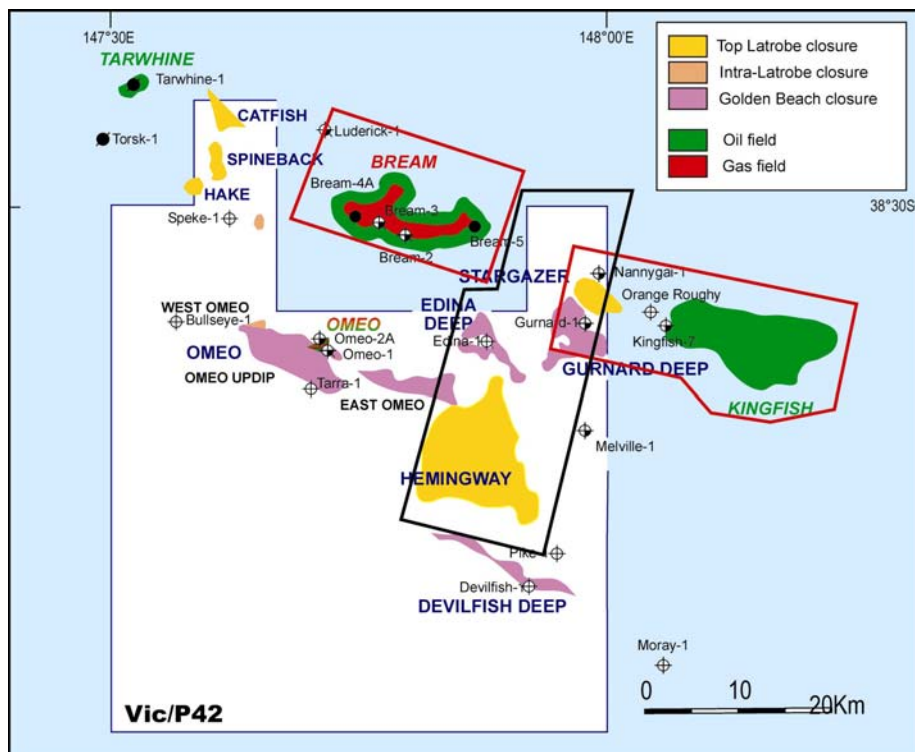 147°30'E
148°00'E
TARWHINE
Tarwhine-1
Top Latrobe closure
Intra-Latrobe closure
Golden Beach closure
Oil field
Gas field
CATFISH
Torsk-1
Luderick-1
SPINEBACK
BREAM
HAKE
Bream-4A
Bream-3
Speke-1
38°30'S
Bream-2
Bream-5
STARGAZER
Nannygai-1
WEST OMEO
EDINA
DEEP
Orange Roughy
Bullseye-1
OMEO
Gurnard-1
Kingfish-7
Omeo-2A
Edina-1
OMEO
Omeo-1
GURNARD DEEP
OMEO UPDIP
Tarra-1
EAST OMEO
KINGFISH
Melville-1
HEMINGWAY
Pike-1
Devilfish-1
DEVILFISH DEEP
Moray-1
Vic/P42
0 10 20Km